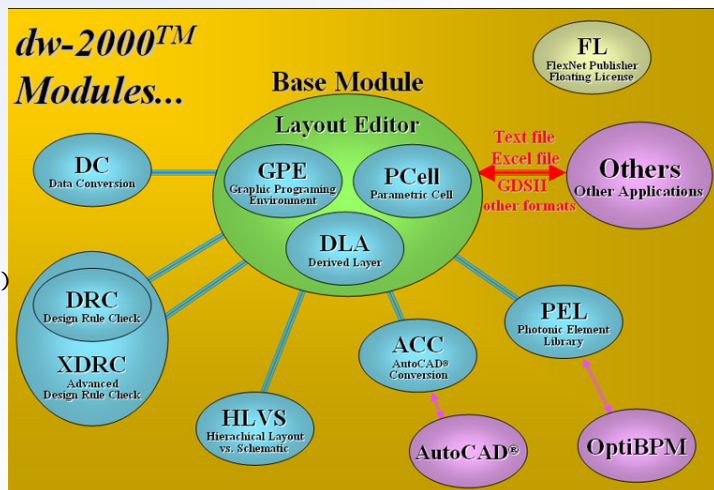 dw-2000™
Modules...
FL
FlexNet Publisher
Floating License
Base Module
Layout Editor
DC
Data Conversion
GPE
Graphic Programing
Environment
PCell
Parametric Cell
Text file
Excel file
GDSII
other formats
Others
Other Applications
DLA
Derived Layer
)
DRC
Design Rule Check
XDRC
Advanced
Design Rule Check
PEL
Photonic Element
Library
ACC
AutoCAD®
Conversion
HLVS
Hierachical Layout
vs. Schematic
AutoCAD®
OptiBPM